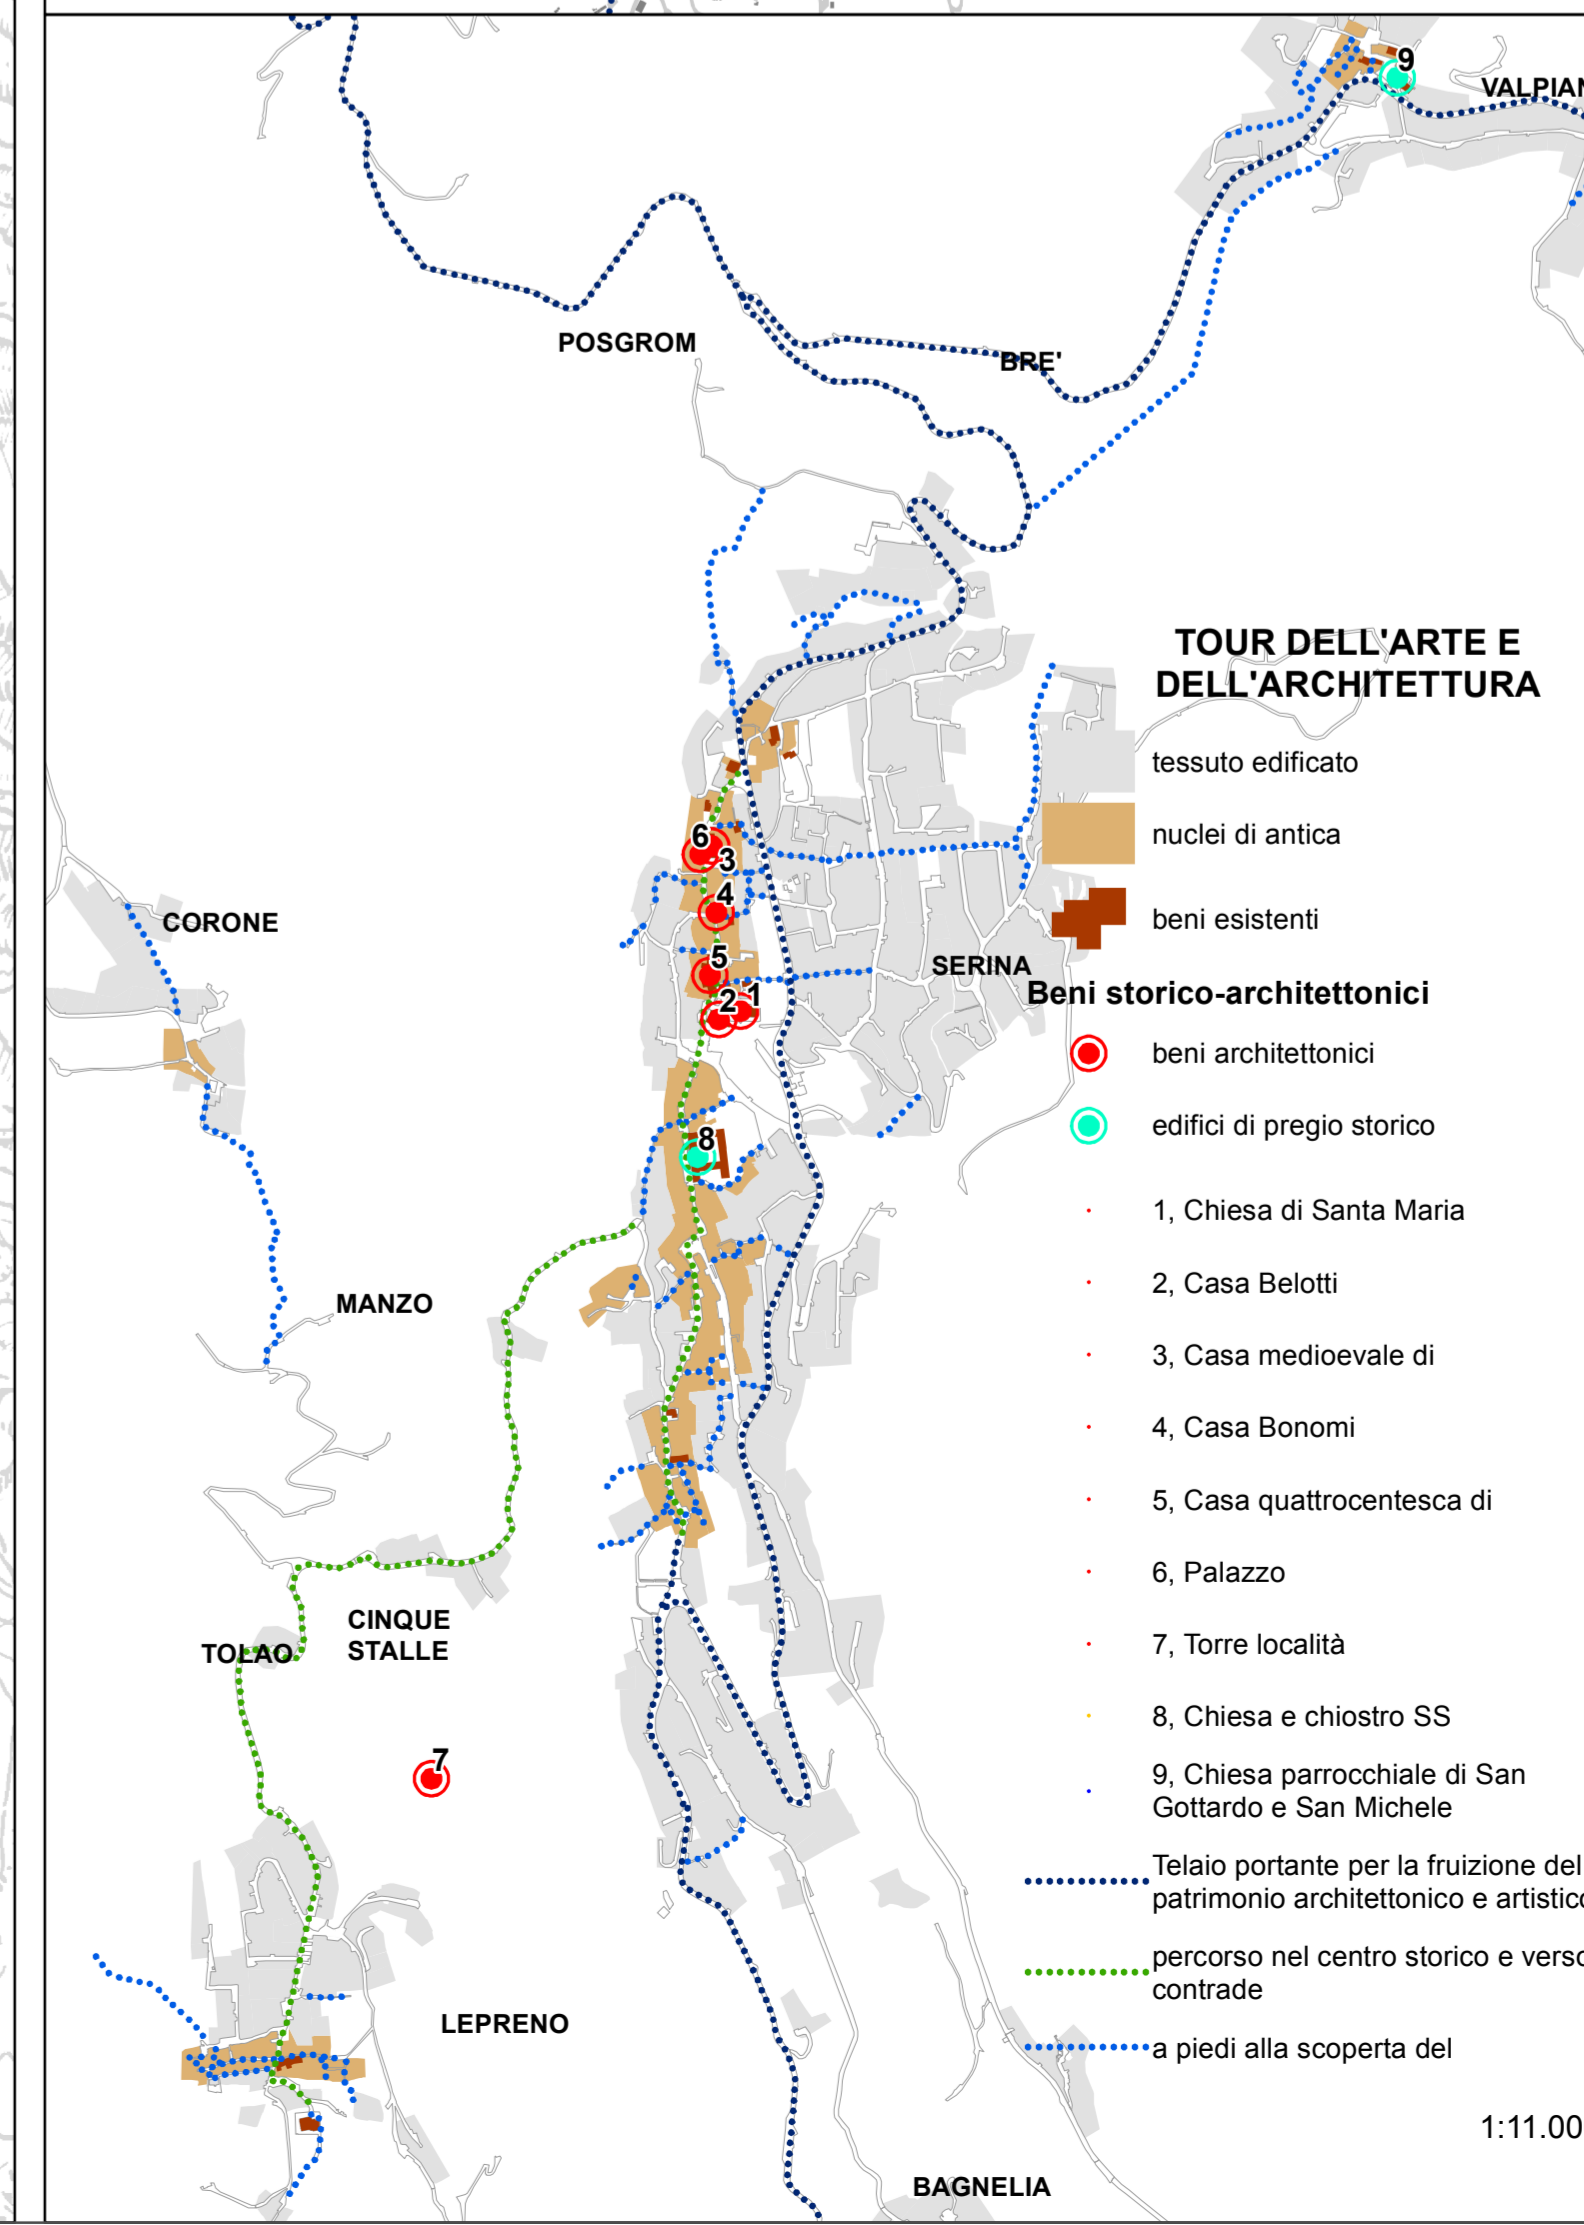 9
VALPIAN
POSGROM
BRE'
TOUR DELL'ARTE E
DELL'ARCHITETTURA
tessuto edificato
nuclei di antica
6
3
4
CORONE
beni esistenti
5
SERINA
2
1
Beni storico-architettonici
beni architettonici
8
edifici di pregio storico
1, Chiesa di Santa Maria
2, Casa Belotti
MANZO
3, Casa medioevale di
4, Casa Bonomi
5, Casa quattrocentesca di
6, Palazzo
CINQUE
STALLE
TOLAO
7, Torre località
8, Chiesa e chiostro SS
7
9, Chiesa parrocchiale di San
Gottardo e San Michele
Telaio portante per la fruizione del
patrimonio architettonico e artistico
percorso nel centro storico e verso
contrade
LEPRENO
a piedi alla scoperta del
1:11.00
BAGNELIA